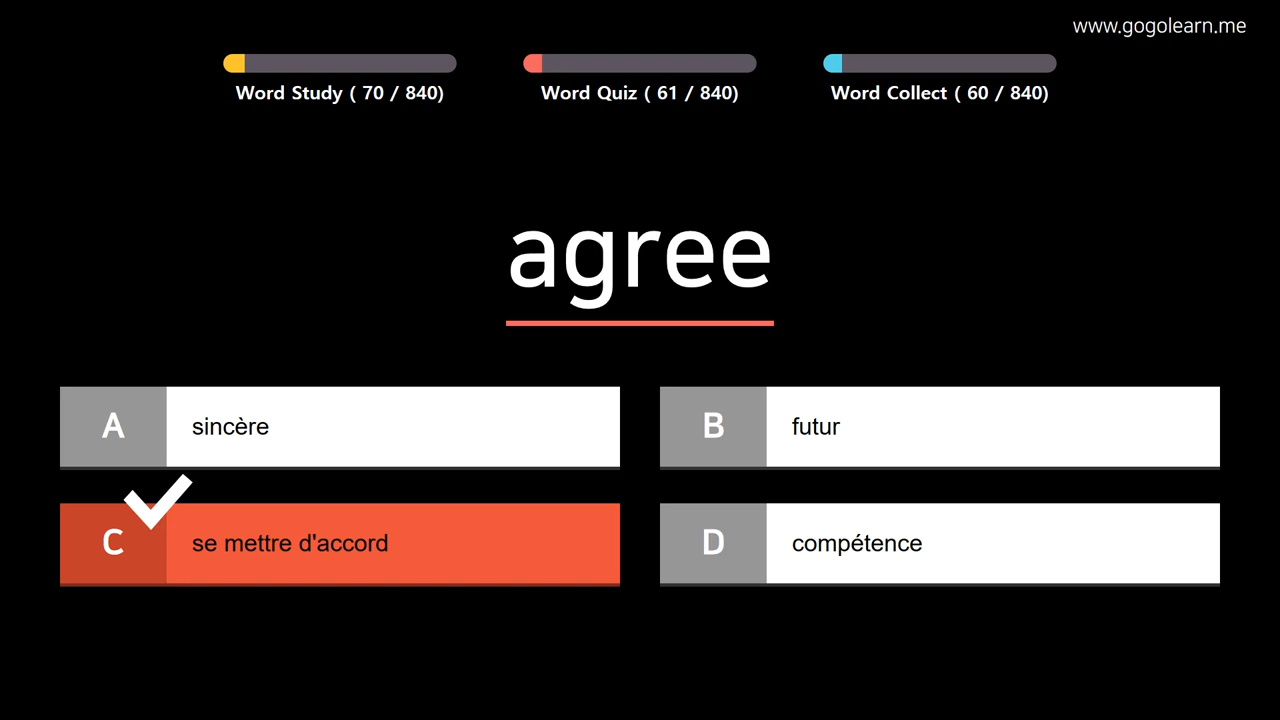 www.gogolearn.me
Word Study ( 70 / 840)
Word Quiz ( 61 / 840)
Word Collect ( 60 / 840)
agree
A sincère
B futur
C se mettre d'accord
D compétence